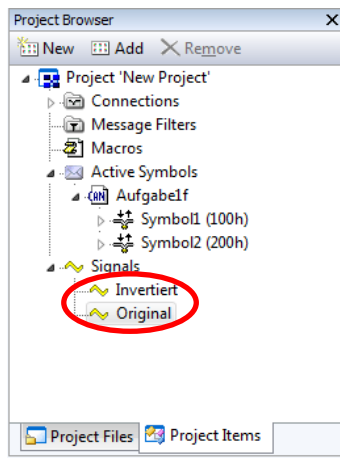 Project Browser
New Add Remove
Project 'New Project'
Connections
Message Filters
Macros
Active Symbols
CAN Aufgabe1f
Symbol1 (100h)
Symbol2 (200h)
Signals
Invertiert
Original
Project Files Project Items